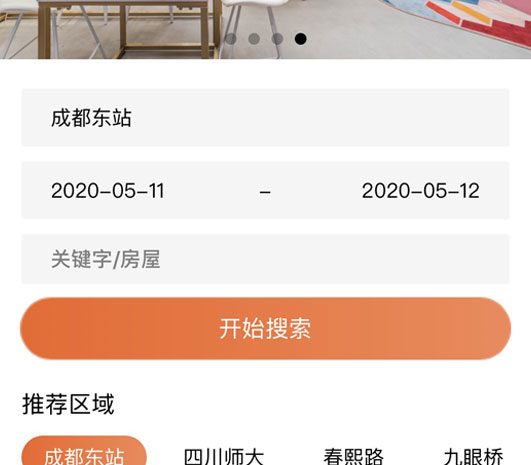 成都东站
2020-05-11 - 2020-05-12
关键字/房屋
开始搜索
推荐区域
成都东站 四川师大 春熙路 九眼桥